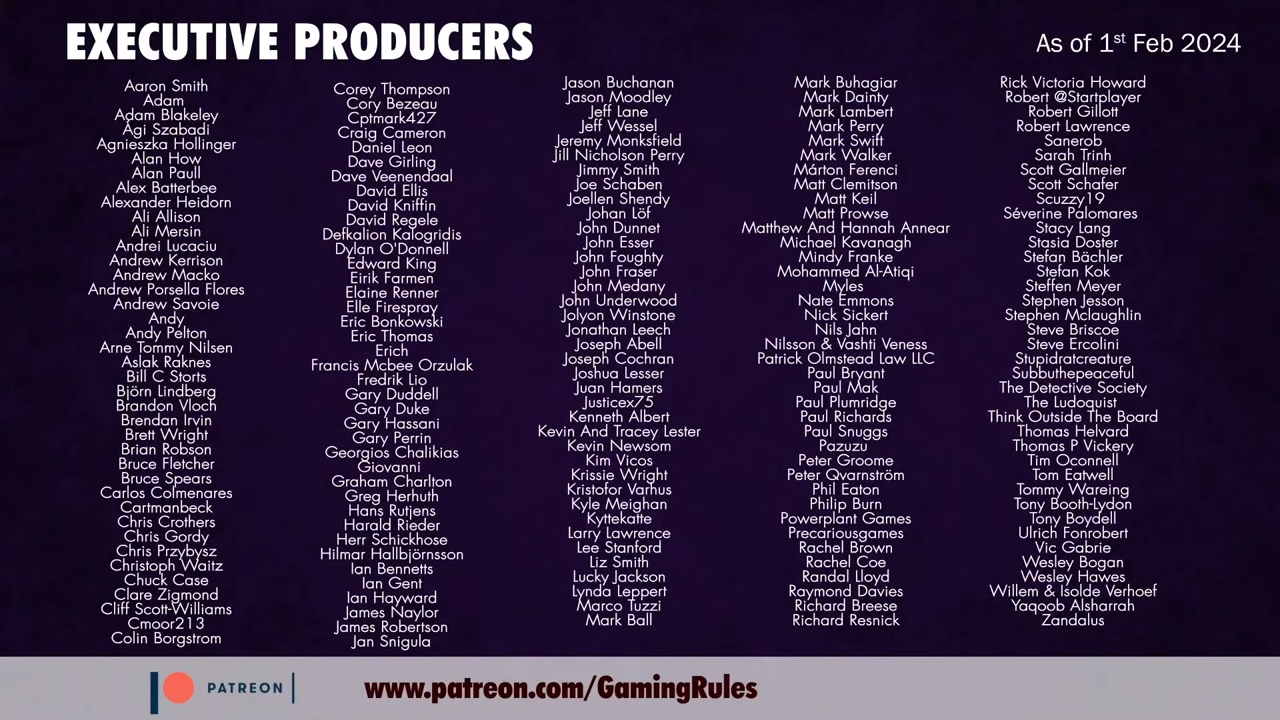 EXECUTIVE PRODUCERS
As of 1st Feb 2024
Aaron Smith
Adam
Adam Blakeley
Ági Szabadi
Agnieszka Hollinger
Alan How
Alan Paull
Alex Batterbee
Alexander Heidorn
Ali Allison
Ali Mersin
Andrei Lucaciu
Andrew Kerrison
Andrew Macko
Andrew Porsella Flores
Andrew Savoie
Andy
Andy Pelton
Arne Tommy Nilsen
Aslak Raknes
Bill C Storts
Björn Lindberg
Brandon Vloch
Brendan Irvin
Brett Wright
Brian Robson
Bruce Fletcher
Bruce Spears
Carlos Colmenares
Cartmanbeck
Chris Crothers
Chris Gordy
Chris Przybysz
Christoph Waitz
Chuck Case
Clare Zigmond
Cliff Scott-Williams
Cmoor213
Colin Borgstrom
Corey Thompson
Cory Bezeau
Cptmark427
Craig Cameron
Daniel Leon
Dave Girling
Dave Veenendaal
David Ellis
David Kniffin
David Regele
Defkalion Kalogridis
Dylan O'Donnell
Edward King
Eirik Farmen
Elaine Renner
Elle Firespray
Eric Bonkowski
Eric Thomas
Erich
Francis Mcbee Orzulak
Fredrik Lio
Gary Duddell
Gary Duke
Gary Hassani
Gary Perrin
Georgios Chalikias
Giovanni
Graham Charlton
Greg Herhuth
Hans Rutjens
Harald Rieder
Herr Schickhose
Hilmar Hallbjörnsson
Ian Bennetts
Ian Gent
Ian Hayward
James Naylor
James Robertson
Jan Snigula
Jason Buchanan
Jason Moodley
Jeff Lane
Jeff Wessel
Jeremy Monksfield
Jill Nicholson Perry
Jimmy Smith
Joe Schaben
Joellen Shendy
Johan Löf
John Dunnet
John Esser
John Foughty
John Fraser
John Medany
John Underwood
Jolyon Winstone
Jonathan Leech
Joseph Abell
Joseph Cochran
Joshua Lesser
Juan Hamers
Justicex75
Kenneth Albert
Kevin And Tracey Lester
Kevin Newsom
Kim Vicos
Krissie Wright
Kristofor Varhus
Kyle Meighan
Kyttekatte
Larry Lawrence
Lee Stanford
Liz Smith
Lucky Jackson
Lynda Leppert
Marco Tuzzi
Mark Ball
Mark Buhagiar
Mark Dainty
Mark Lambert
Mark Perry
Mark Swift
Mark Walker
Márton Ferenci
Matt Clemitson
Matt Keil
Matt Prowse
Matthew And Hannah Annear
Michael Kavanagh
Mindy Franke
Mohammed Al-Atiqi
Myles
Nate Emmons
Nick Sickert
Nils Jahn
Nilsson & Vashti Veness
Patrick Olmstead Law LLC
Paul Bryant
Paul Mak
Paul Plumridge
Paul Richards
Paul Snuggs
Pazuzu
Peter Groome
Peter Qvarnström
Phil Eaton
Philip Burn
Powerplant Games
Precariousgames
Rachel Brown
Rachel Coe
Randal Lloyd
Raymond Davies
Richard Breese
Richard Resnick
Rick Victoria Howard
Robert @Startplayer
Robert Gillott
Robert Lawrence
Sanerob
Sarah Trinh
Scott Gallmeier
Scott Schafer
Scuzzy19
Séverine Palomares
Stacy Lang
Stasia Doster
Stefan Bächler
Stefan Kok
Steffen Meyer
Stephen Jesson
Stephen Mclaughlin
Steve Briscoe
Steve Ercolini
Stupidratcreature
Subbuthepeaceful
The Detective Society
The Ludoquist
Think Outside The Board
Thomas Helvard
Thomas P Vickery
Tim Oconnell
Tom Eatwell
Tommy Wareing
Tony Booth-Lydon
Tony Boydell
Ulrich Fonrobert
Vic Gabrie
Wesley Bogan
Wesley Hawes
Willem & Isolde Verhoef
Yaqoob Alsharrah
Zandalus
PATREON
www.patreon.com/GamingRules